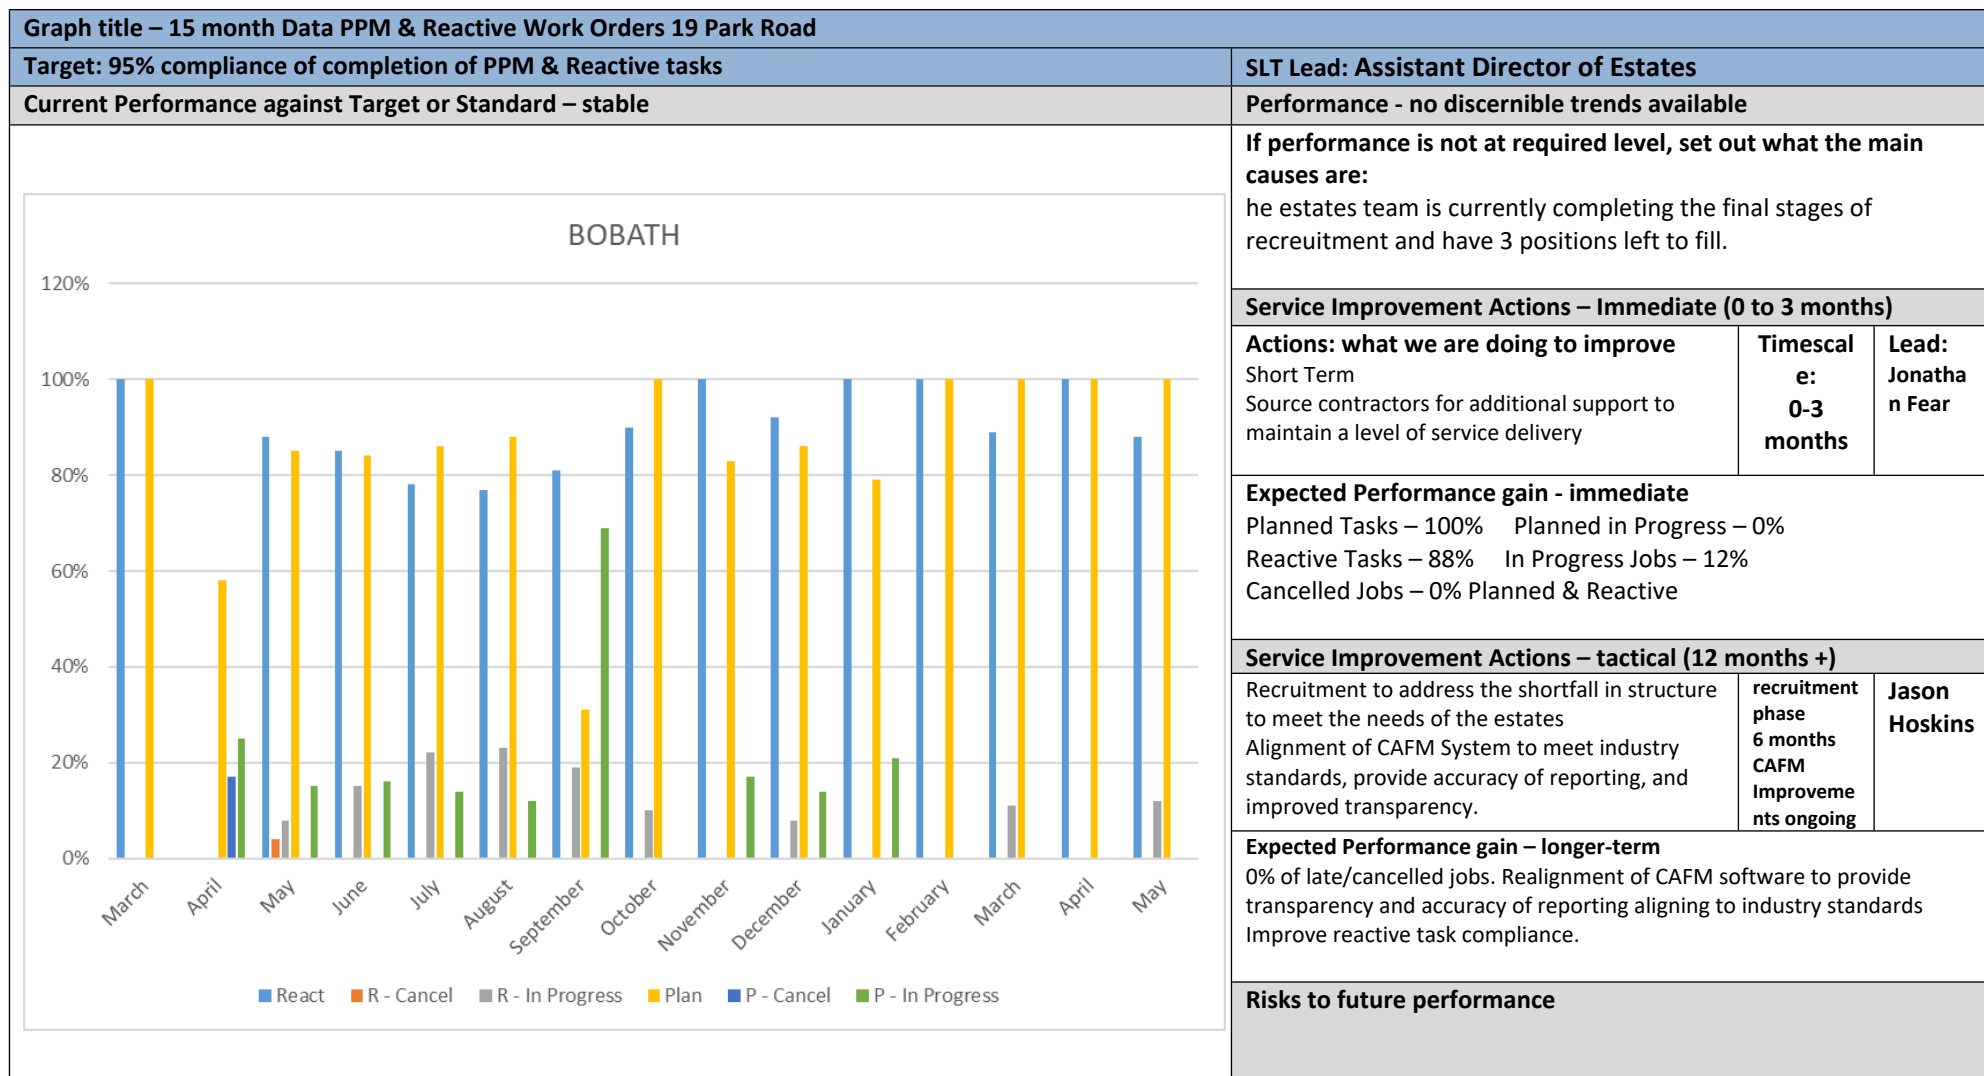 Graph title – 15 month Data PPM & Reactive Work Orders 19 Park Road
Target: 95% compliance of completion of PPM & Reactive tasks
SLT Lead: Assistant Director of Estates
Current Performance against Target or Standard – stable
Performance - no discernible trends available
BOBATH
120%
100%
80%
60%
40%
20%
0%
March
April
May
June
July
August
September
October
November
December
January
February
March
April
May
React
R - Cancel
R - In Progress
Plan
P - Cancel
P - In Progress
If performance is not at required level, set out what the main
causes are:
he estates team is currently completing the final stages of
recreuitment and have 3 positions left to fill.
Service Improvement Actions – Immediate (0 to 3 months)
Actions: what we are doing to improve
Short Term
Source contractors for additional support to
maintain a level of service delivery
Timescal
e:
0-3
months
Lead:
Jonatha
n Fear
Expected Performance gain - immediate
Planned Tasks – 100% Planned in Progress – 0%
Reactive Tasks – 88% In Progress Jobs – 12%
Cancelled Jobs – 0% Planned & Reactive
Service Improvement Actions – tactical (12 months +)
Recruitment to address the shortfall in structure
to meet the needs of the estates
Alignment of CAFM System to meet industry
standards, provide accuracy of reporting, and
improved transparency.
recruitment
phase
6 months
CAFM
Improveme
nts ongoing
Jason
Hoskins
Expected Performance gain – longer-term
0% of late/cancelled jobs. Realignment of CAFM software to provide
transparency and accuracy of reporting aligning to industry standards
Improve reactive task compliance.
Risks to future performance